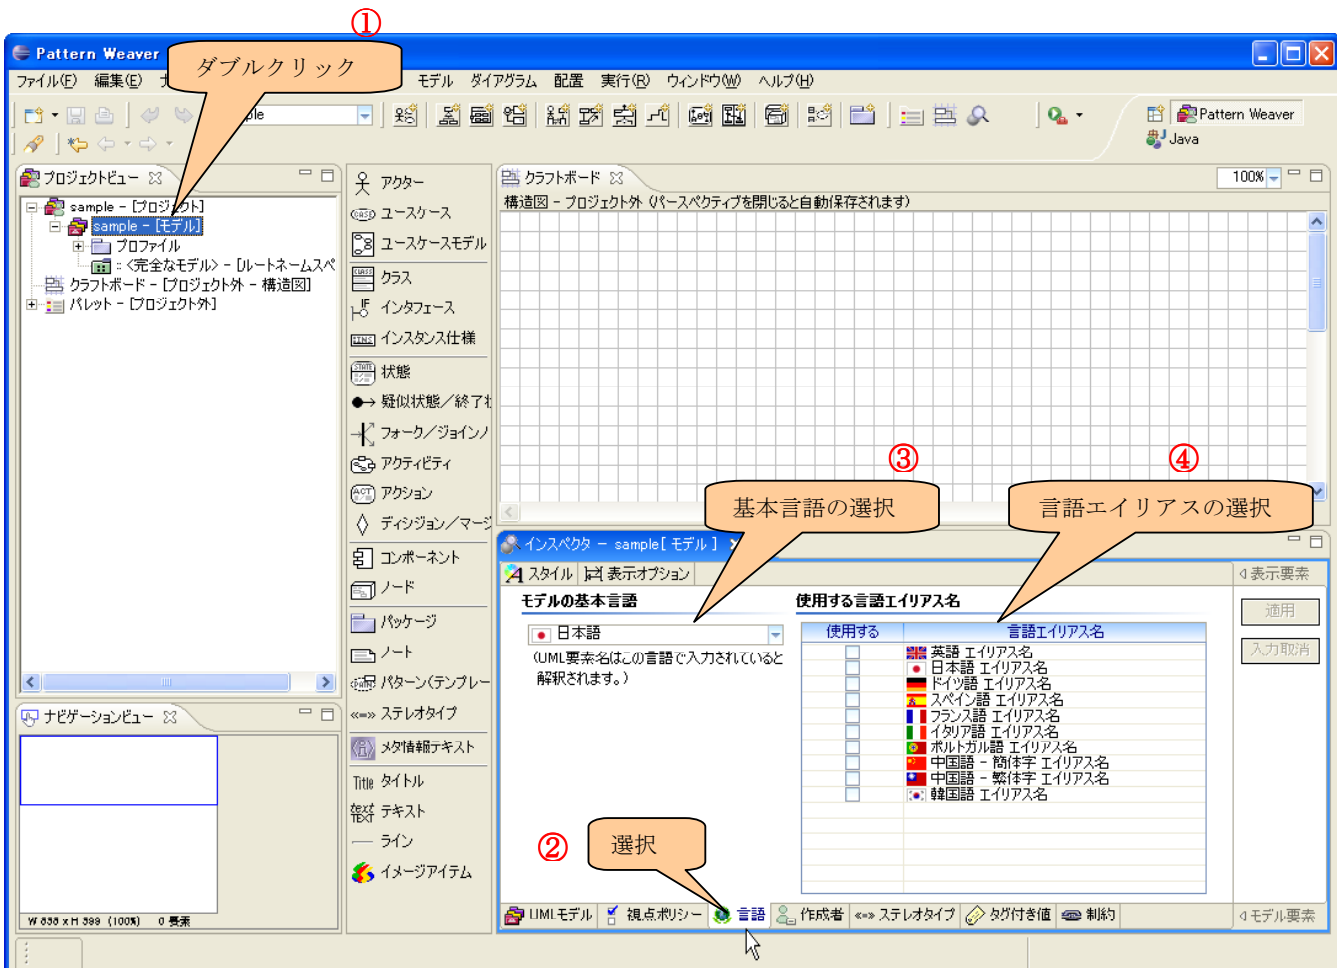 ①
Pattern Weaver
ダブルクリック
ファイル(F) 編集(E) モデル ダイアグラム 配置 実行(R) ウィンドウ(W) ヘルプ(H)
Pattern Weaver
Java
プロジェクトビュー
sample - [プロジェクト]
sample - [モデル]
プロファイル
:: <完全なモデル> - [ルートネームスペ
クラフトボード - [プロジェクト外 - 構造図]
パレット - [プロジェクト外]
アクター
ユースケース
ユースケースモデル
クラス
インタフェース
インスタンス仕様
状態
疑似状態/終了状
フォーク/ジョインノ
アクティビティ
アクション
ディシジョン/マージ
コンポーネント
ノード
パッケージ
ノート
パターン(テンプレー
ステレオタイプ
メタ情報テキスト
Title タイトル
テキスト
ライン
イメージアイテム
クラフトボード
100%
構造図 - プロジェクト外 (パースペクティブを閉じると自動保存されます)
③
④
基本言語の選択
言語エイリアスの選択
インスペクタ - sample[ モデル ]
スタイル 表示オプション
表示要素
モデルの基本言語
日本語
(UML要素名はこの言語で入力されていると
解釈されます。)
使用する言語エイリアス名
使用する 言語エイリアス名
英語 エイリアス名
日本語 エイリアス名
ドイツ語 エイリアス名
スペイン語 エイリアス名
フランス語 エイリアス名
イタリア語 エイリアス名
ポルトガル語 エイリアス名
中国語 - 簡体字 エイリアス名
中国語 - 繁体字 エイリアス名
韓国語 エイリアス名
適用
入力取消
②
選択
UMLモデル 視点ポリシー 言語 作成者 ステレオタイプ タグ付き値 制約
モデル要素
ナビゲーションビュー
(100%) 0 要素